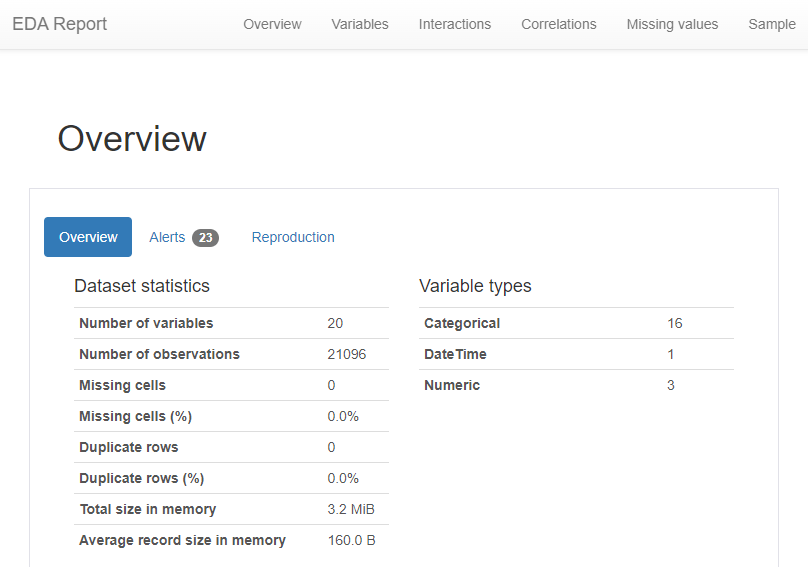 EDA Report Overview Variables Interactions Correlations Missing values Sample
Overview
Overview Alerts 23 Reproduction
Dataset statistics
Number of variables 20
Number of observations 21096
Missing cells 0
Missing cells (%) 0.0%
Duplicate rows 0
Duplicate rows (%) 0.0%
Total size in memory 3.2 MiB
Average record size in memory 160.0 B
Variable types
Categorical 16
DateTime 1
Numeric 3